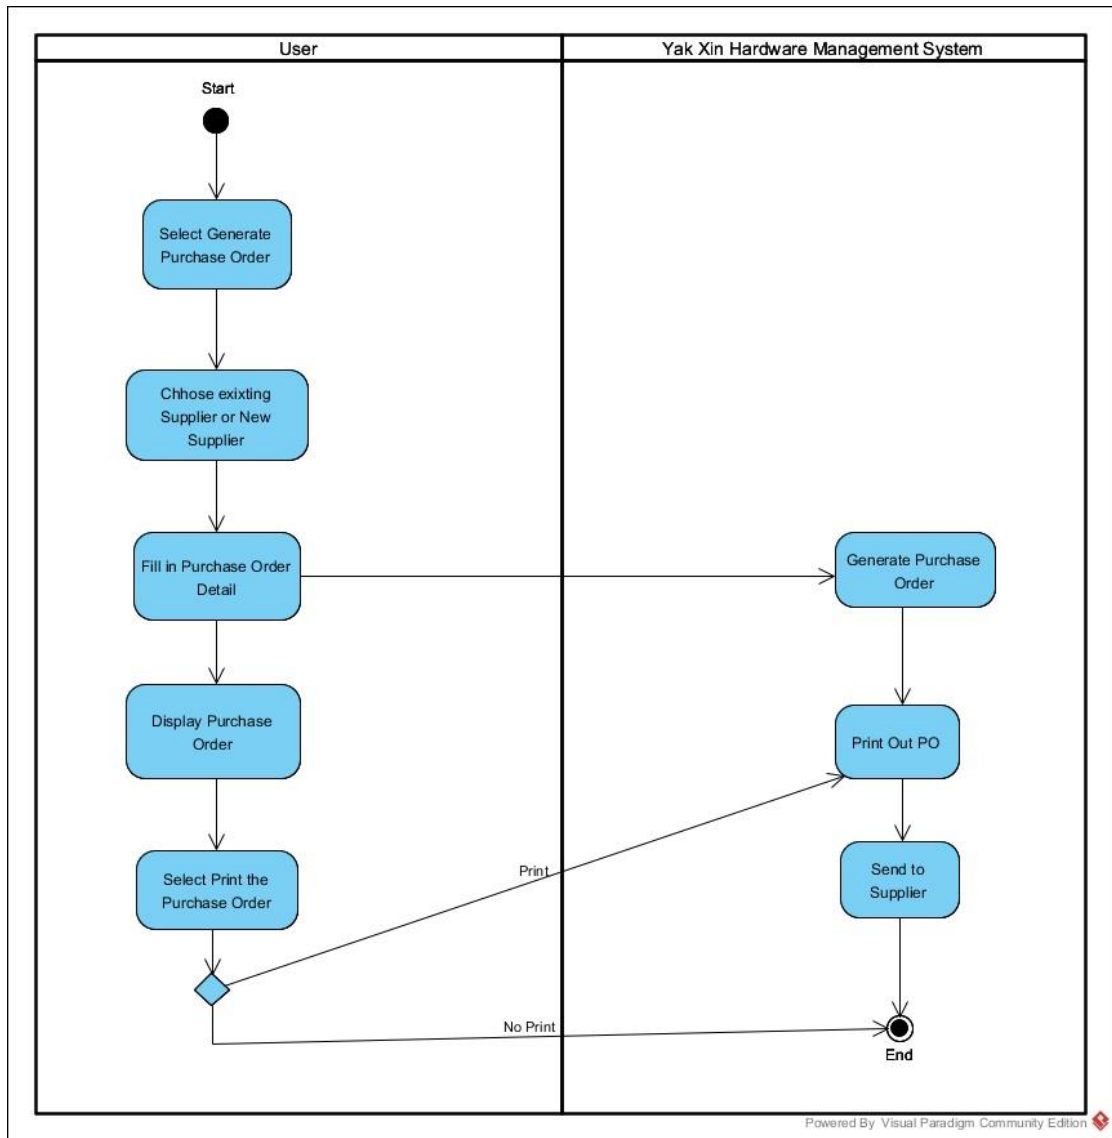 User
Yak Xin Hardware Management System
Start
Select Generate
Purchase Order
Chhose exixting
Supplier or New
Supplier
Fill in Purchase Order
Detail
Generate Purchase
Order
Display Purchase
Order
Print Out PO
Select Print the
Purchase Order
Print
Send to
Supplier
No Print
End
Powered By Visual Paradigm Community Edition